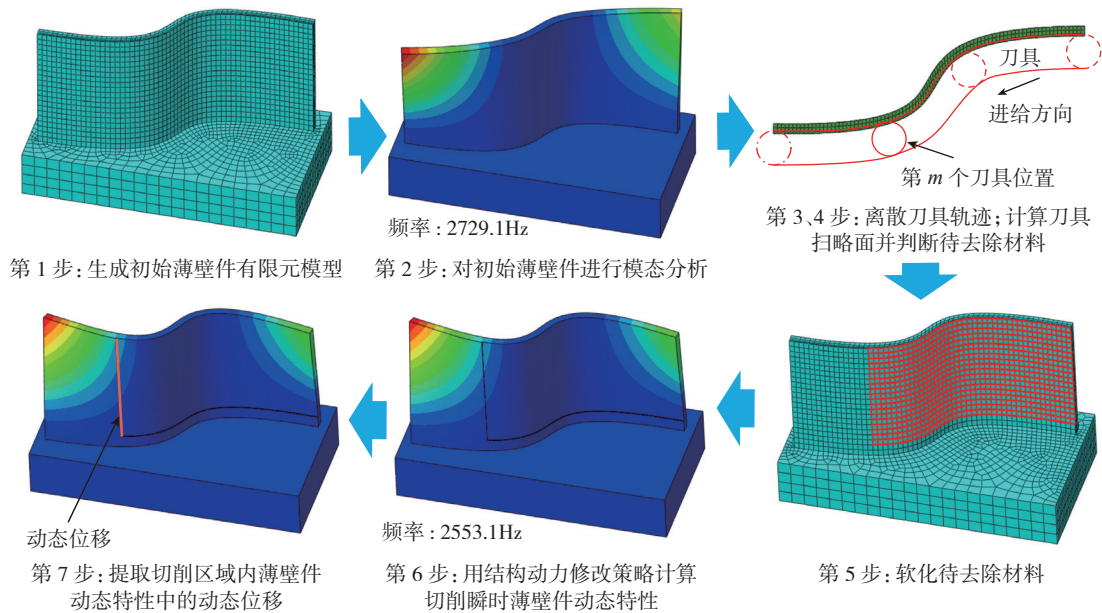 频率：2729.1Hz
刀具
进给方向
第 m 个刀具位置
第 1 步：生成初始薄壁件有限元模型
第 2 步：对初始薄壁件进行模态分析
第 3、4 步：离散刀具轨迹；计算刀具
扫略面并判断待去除材料
动态位移
频率：2553.1Hz
第 7 步：提取切削区域内薄壁件
动态特性中的动态位移
第 6 步：用结构动力修改策略计算
切削瞬时薄壁件动态特性
第 5 步：软化待去除材料